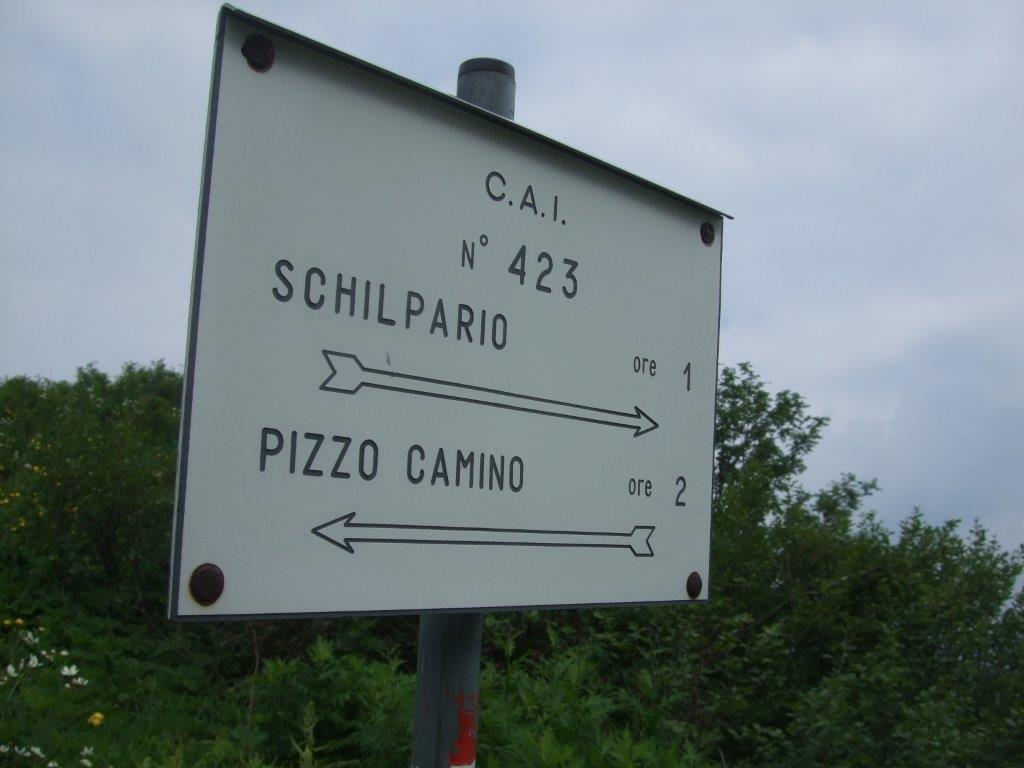 C.A.I.
N° 423
SCHILPARIO
ore 1
PIZZO CAMINO
ore 2